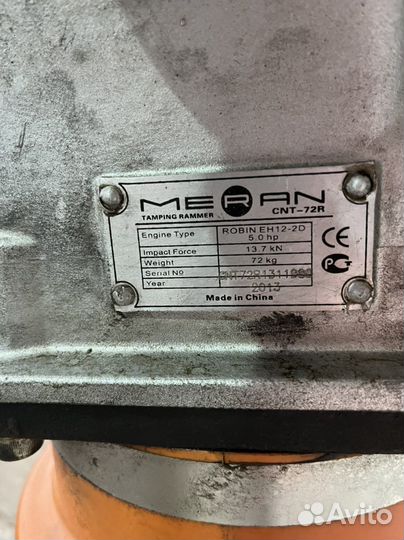 MERAN
CNT-72R
TAMPING RAMMER
Engine Type ROBIN EH12-2D
5.0 hp
Impact Force 13.7 kN
Weight 72 kg
Serial No
Year 2013
Made in China
CE
Avito